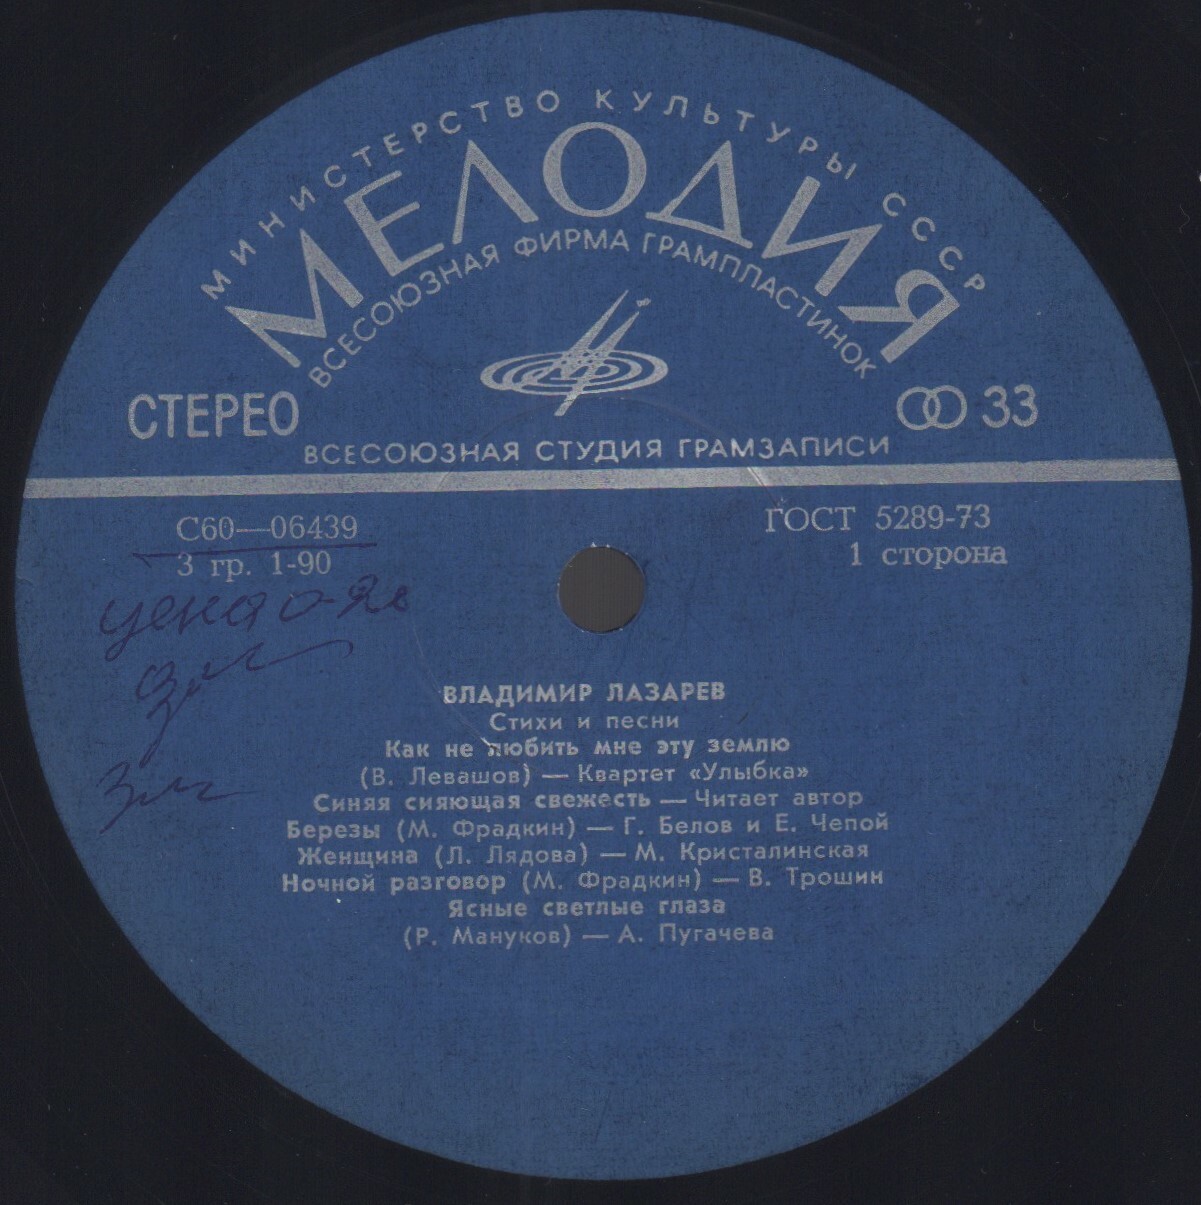 МИНИСТЕРСТВО КУЛЬТУРЫ СССР
МЕЛОДИЯ
ВСЕСОЮЗНАЯ ФИРМА ГРАМПЛАСТИНОК
СТЕРЕО
33
ВСЕСОЮЗНАЯ СТУДИЯ ГРАМЗАПИСИ
С60—06439
ГОСТ 5289-73
3 гр. 1-90
1 сторона
цена
ВЛАДИМИР ЛАЗАРЕВ
Стихи и песни
Как не любить мне эту землю
(В. Левашов) — Квартет «Улыбка»
Синяя сияющая свежесть — Читает автор
Березы (М. Фрадкин) — Г. Белов и Е. Чепой
Женщина (Л. Лядова) — М. Кристалинская
Ночной разговор (М. Фрадкин) — В. Трошин
Ясные светлые глаза
(Р. Мануков) — А. Пугачева